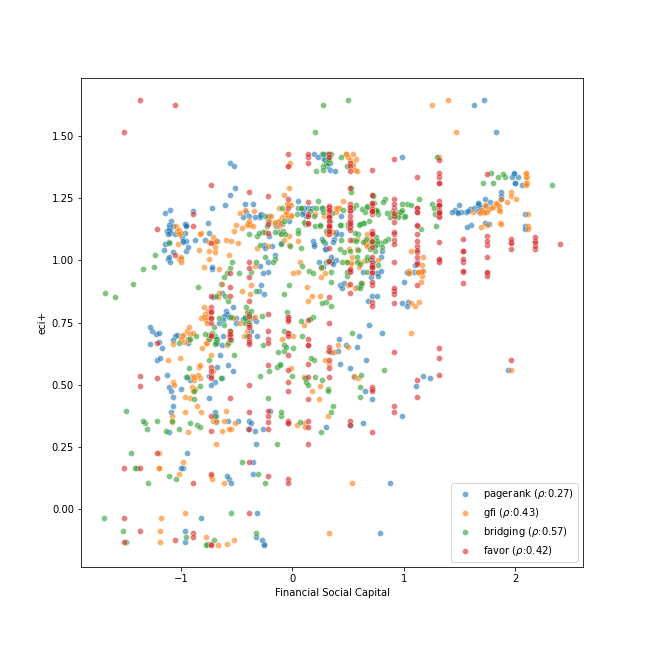 1.50
1.25
1.00
0.75
0.50
0.25
0.00
eci+
−1
0
1
2
Financial Social Capital
pagerank (ρ:0.27)
gfi (ρ:0.43)
bridging (ρ:0.57)
favor (ρ:0.42)